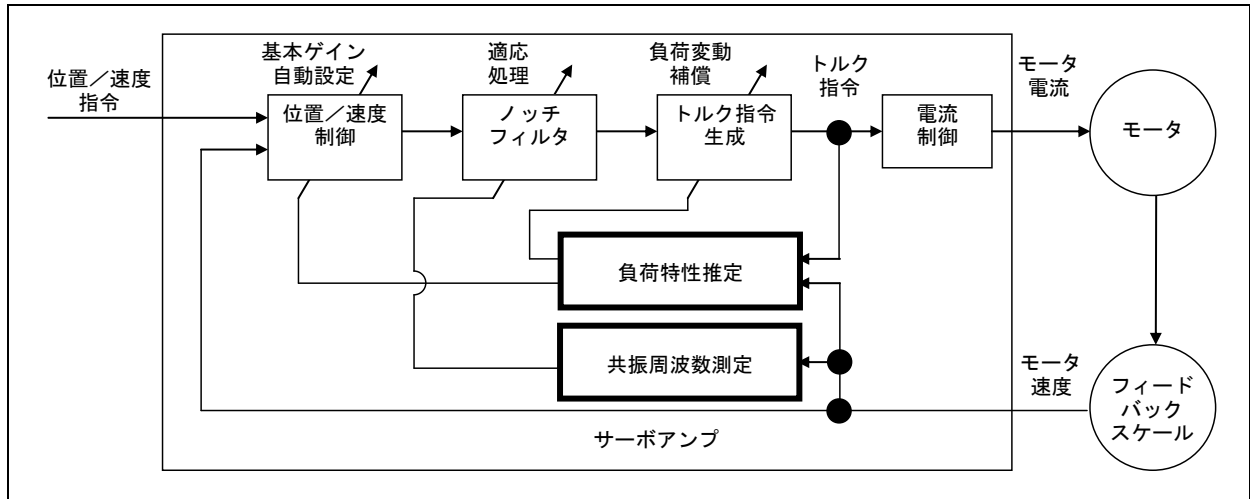 位置／速度
指令
基本ゲイン
自動設定
適応
処理
負荷変動
補償
トルク
指令
モータ
電流
位置／速度
制御
ノッチ
フィルタ
トルク指令
生成
電流
制御
モータ
負荷特性推定
共振周波数測定
モータ
速度
フィード
バック
スケール
サーボアンプ